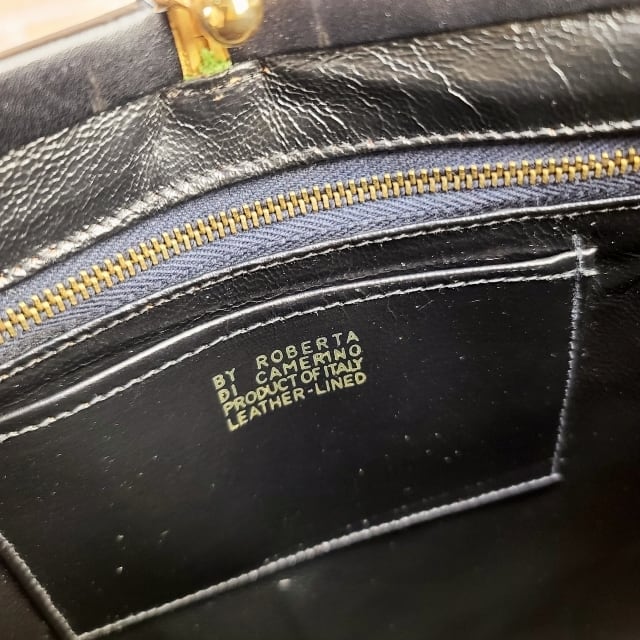 BY ROBERTA
DI CAMERINO
PRODUCT OF ITALY
LEATHER-LINED